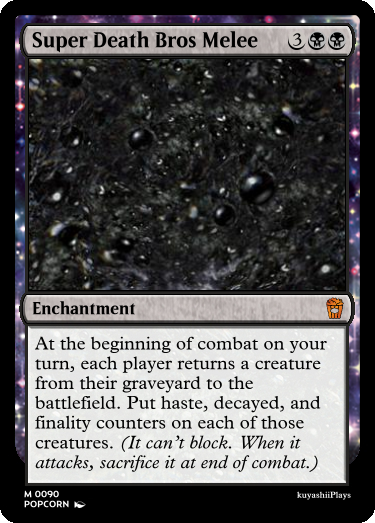 Super Death Bros Melee 3
Enchantment
At the beginning of combat on your
turn, each player returns a creature
from their graveyard to the
battlefield. Put haste, decayed, and
finality counters on each of those
creatures. (It can't block. When it
attacks, sacrifice it at end of combat.)
M 0090
POPCORN
kuyashiiPlays